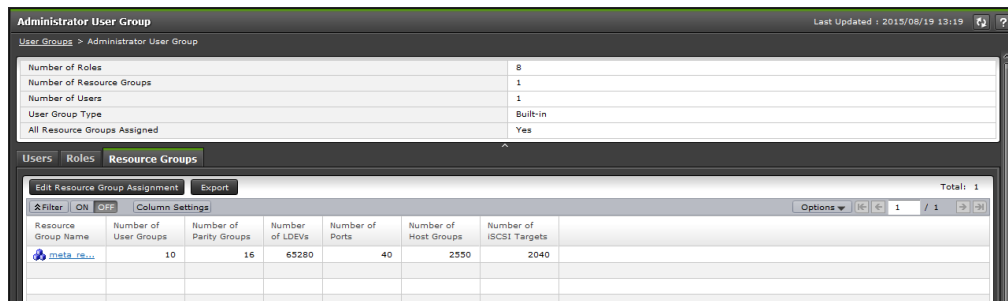 Administrator User Group
Last Updated : 2015/08/19 13:19
?
User Groups > Administrator User Group
Number of Roles 8
Number of Resource Groups 1
Number of Users 1
User Group Type Built-in
All Resource Groups Assigned Yes
Users Roles Resource Groups
Edit Resource Group Assignment Export Total: 1
Filter ON OFF Column Settings Options 1 / 1
Resource Group Name Number of User Groups Number of Parity Groups Number of LDEVs Number of Ports Number of Host Groups Number of iSCSI Targets
meta_re... 10 16 65280 40 2550 2040